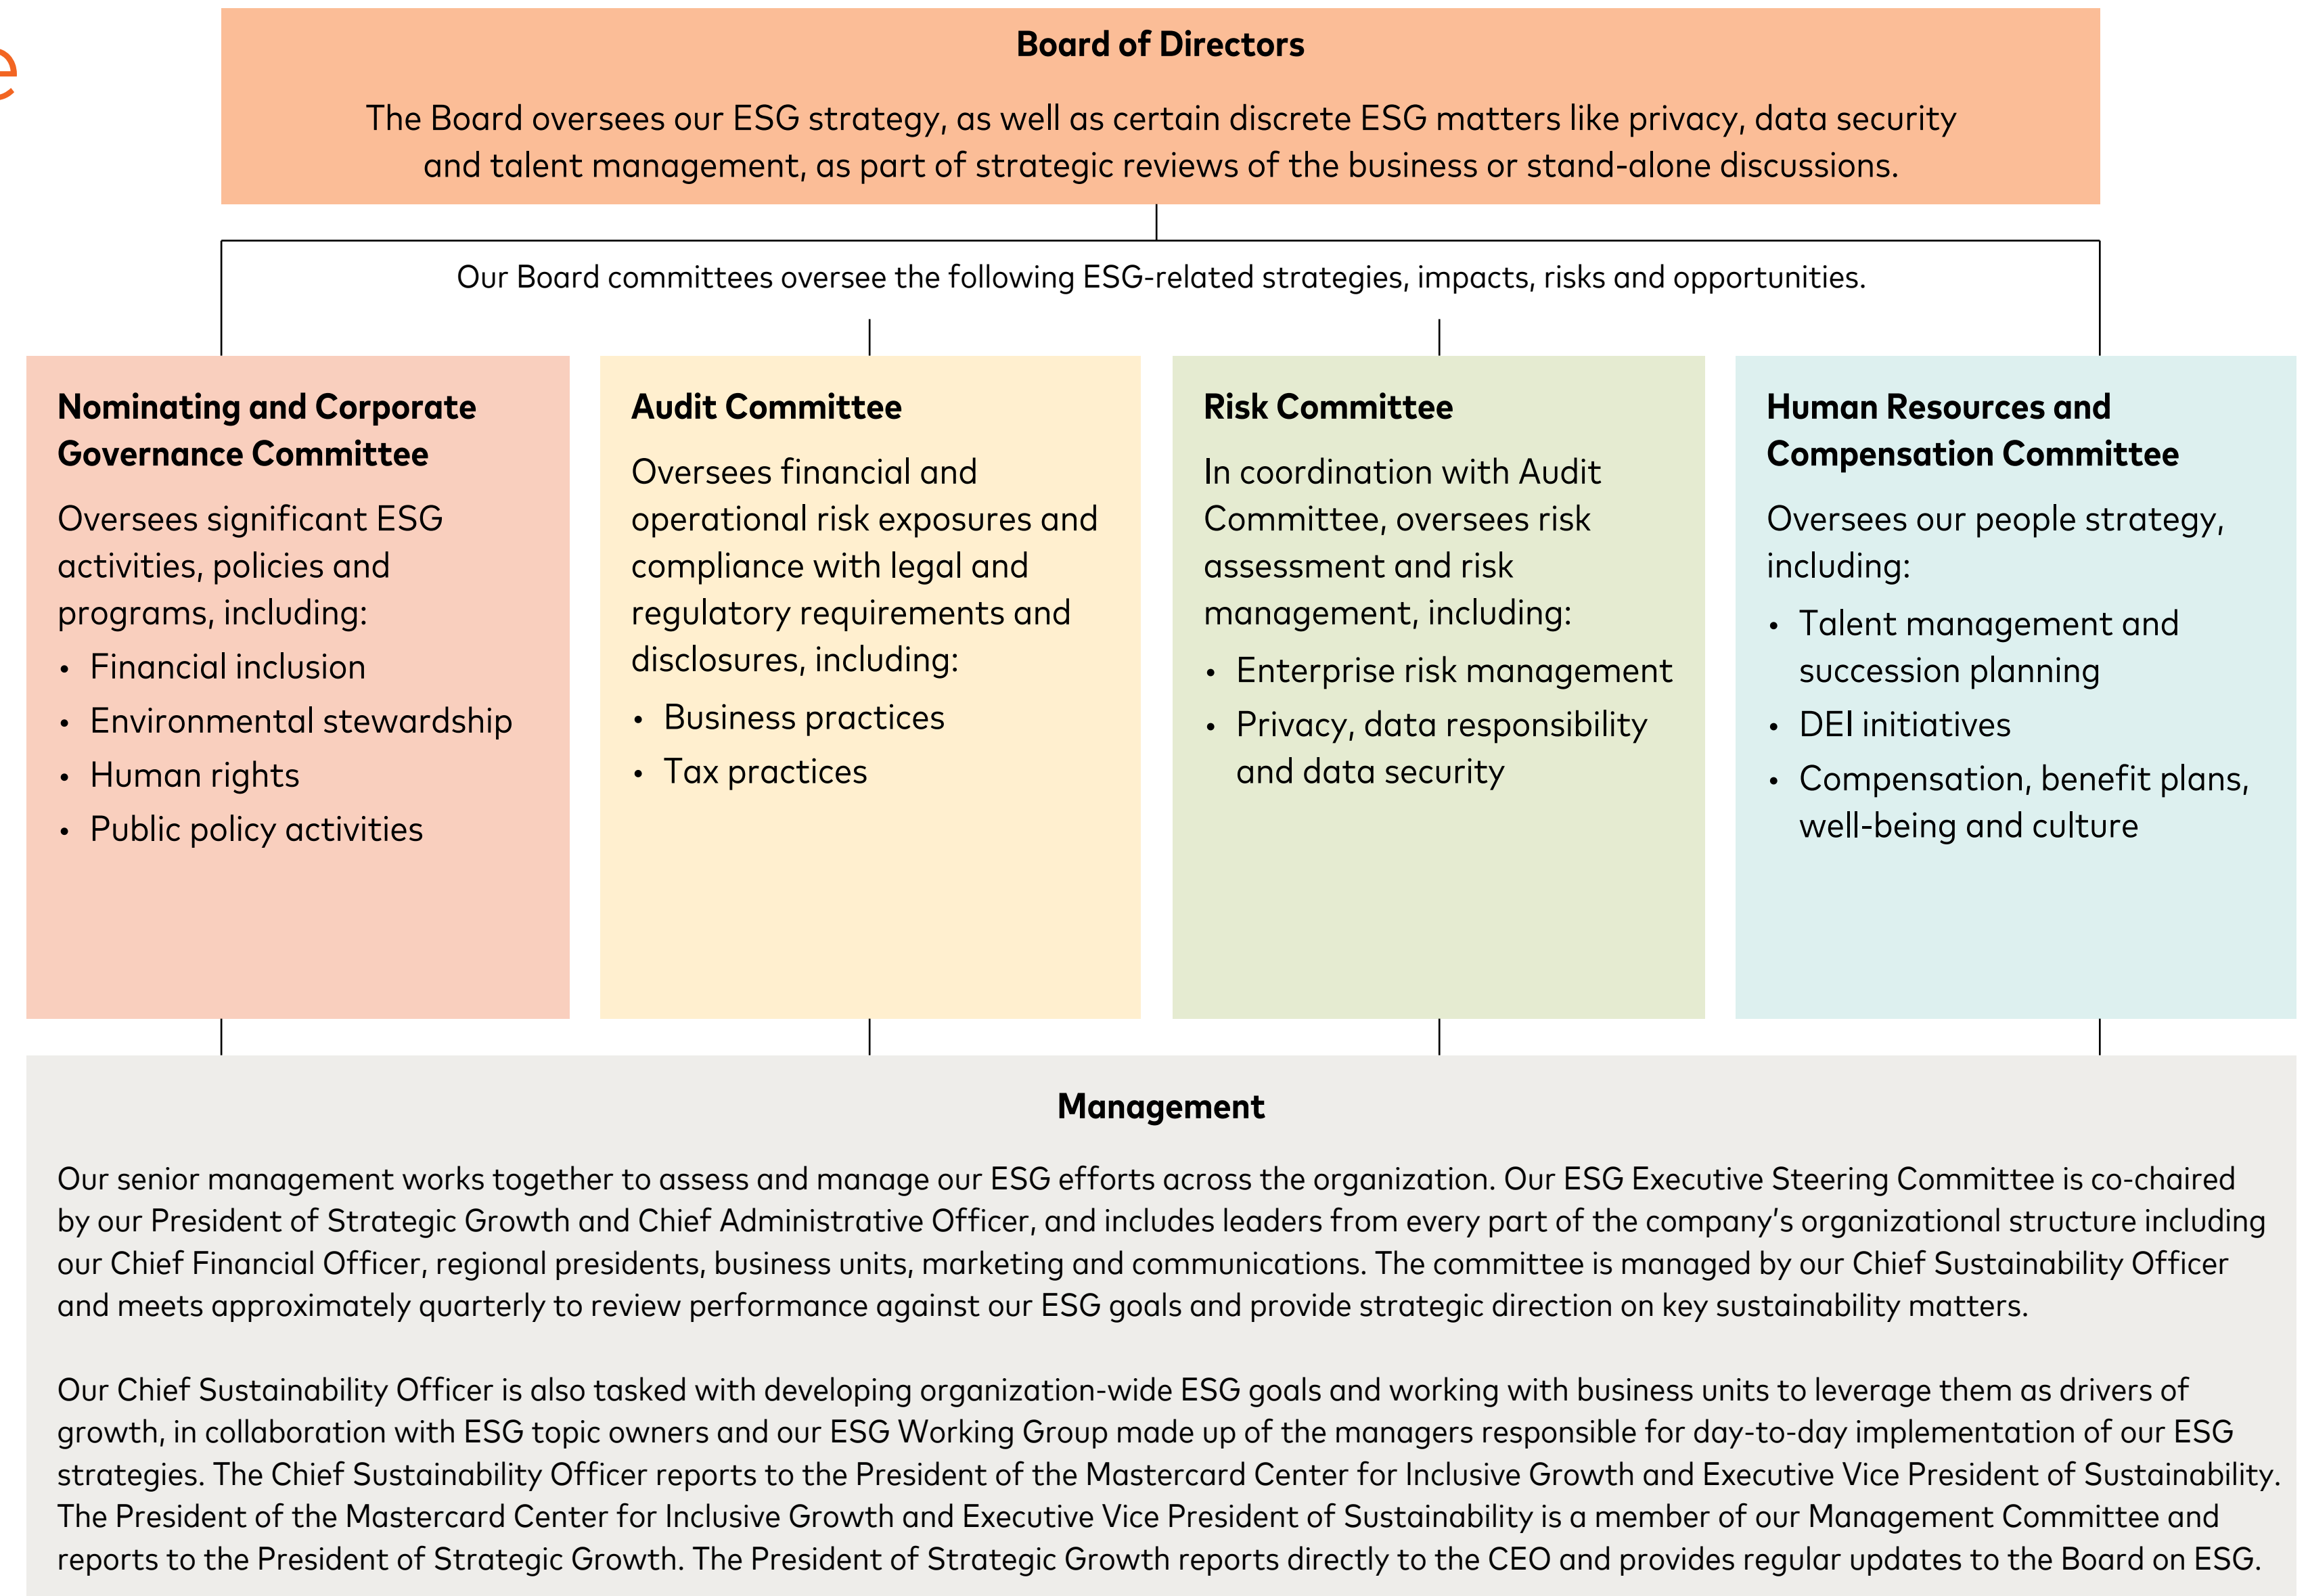 e
Board of Directors
The Board oversees our ESG strategy, as well as certain discrete ESG matters like privacy, data security
and talent management, as part of strategic reviews of the business or stand-alone discussions.
Our Board committees oversee the following ESG-related strategies, impacts, risks and opportunities.
Nominating and Corporate
Governance Committee
Oversees significant ESG
activities, policies and
programs, including:
• Financial inclusion
• Environmental stewardship
• Human rights
• Public policy activities
Audit Committee
Oversees financial and
operational risk exposures and
compliance with legal and
regulatory requirements and
disclosures, including:
• Business practices
• Tax practices
Risk Committee
In coordination with Audit
Committee, oversees risk
assessment and risk
management, including:
• Enterprise risk management
• Privacy, data responsibility
and data security
Human Resources and
Compensation Committee
Oversees our people strategy,
including:
• Talent management and
succession planning
• DEI initiatives
• Compensation, benefit plans,
well-being and culture
Management
Our senior management works together to assess and manage our ESG efforts across the organization. Our ESG Executive Steering Committee is co-chaired
by our President of Strategic Growth and Chief Administrative Officer, and includes leaders from every part of the company’s organizational structure including
our Chief Financial Officer, regional presidents, business units, marketing and communications. The committee is managed by our Chief Sustainability Officer
and meets approximately quarterly to review performance against our ESG goals and provide strategic direction on key sustainability matters.
Our Chief Sustainability Officer is also tasked with developing organization-wide ESG goals and working with business units to leverage them as drivers of
growth, in collaboration with ESG topic owners and our ESG Working Group made up of the managers responsible for day-to-day implementation of our ESG
strategies. The Chief Sustainability Officer reports to the President of the Mastercard Center for Inclusive Growth and Executive Vice President of Sustainability.
The President of the Mastercard Center for Inclusive Growth and Executive Vice President of Sustainability is a member of our Management Committee and
reports to the President of Strategic Growth. The President of Strategic Growth reports directly to the CEO and provides regular updates to the Board on ESG.